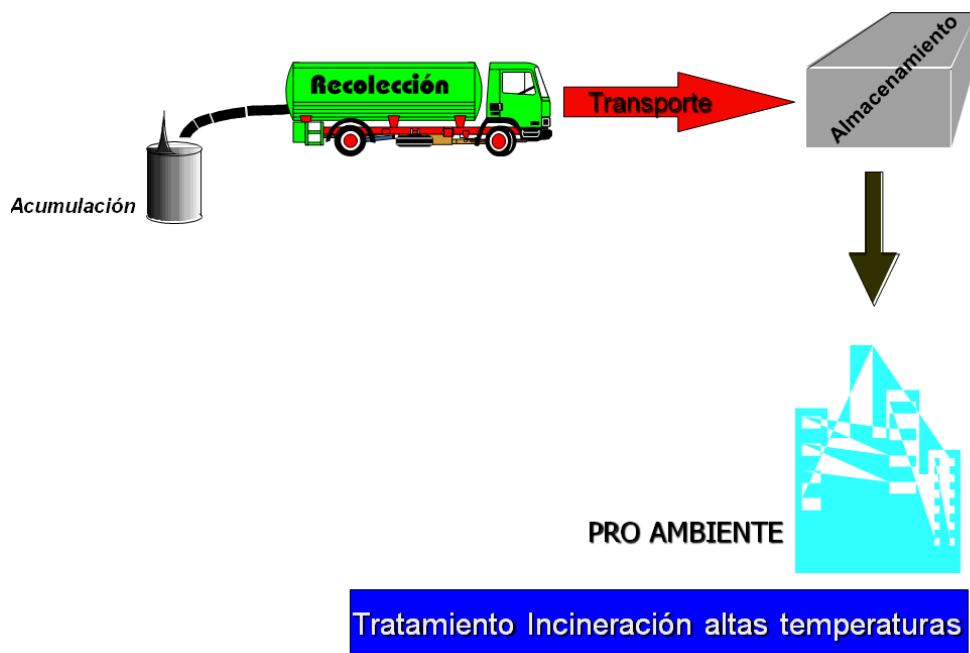 Recolección
Transporte
Almacenamiento
Acumulación
PRO AMBIENTE
Tratamiento Incineración altas temperaturas